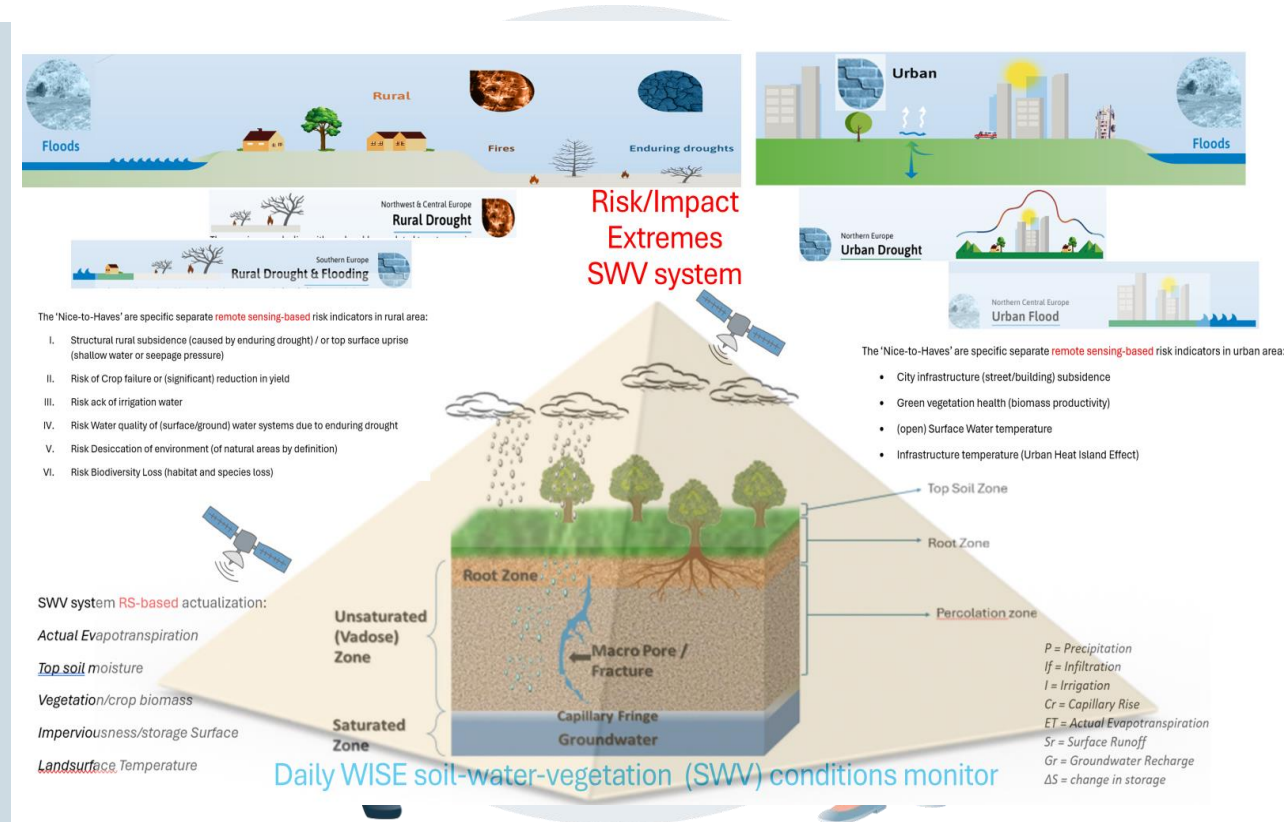 Floods
Rural
Fires
Enduring droughts
Urban
Floods
Northwest & Central Europe
Rural Drought
Southern Europe
Rural Drought & Flooding
Risk/Impact
Extremes
SWV system
Northern Europe
Urban Drought
Northern Central Europe
Urban Flood
The 'Nice-to-Haves' are specific separate remote sensing-based risk indicators in rural area:
I. Structural rural subsidence (caused by enduring drought) / or top surface uprise
(shallow water or seepage pressure)
II. Risk of Crop failure or (significant) reduction in yield
III. Risk ack of irrigation water
IV. Risk Water quality of (surface/ground) water systems due to enduring drought
V. Risk Desiccation of environment (of natural areas by definition)
VI. Risk Biodiversity Loss (habitat and species loss)
The 'Nice-to-Haves' are specific separate remote sensing-based risk indicators in urban area:
• City infrastructure (street/building) subsidence
• Green vegetation health (biomass productivity)
• (open) Surface Water temperature
• Infrastructure temperature (Urban Heat Island Effect)
SWV system RS-based actualization:
Actual Evapotranspiration
Top soil moisture
Vegetation/crop biomass
Imperviousness/storage Surface
Landsurface Temperature
Top Soil Zone
Root Zone
Percolation zone
Root Zone
Unsaturated
(Vadose)
Zone
Macro Pore /
Fracture
Saturated
Zone
Capillary Fringe
Groundwater
P = Precipitation
If = Infiltration
I = Irrigation
Cr = Capillary Rise
ET = Actual Evapotranspiration
Sr = Surface Runoff
Gr = Groundwater Recharge
ΔS = change in storage
Daily WISE soil-water-vegetation (SWV) conditions monitor